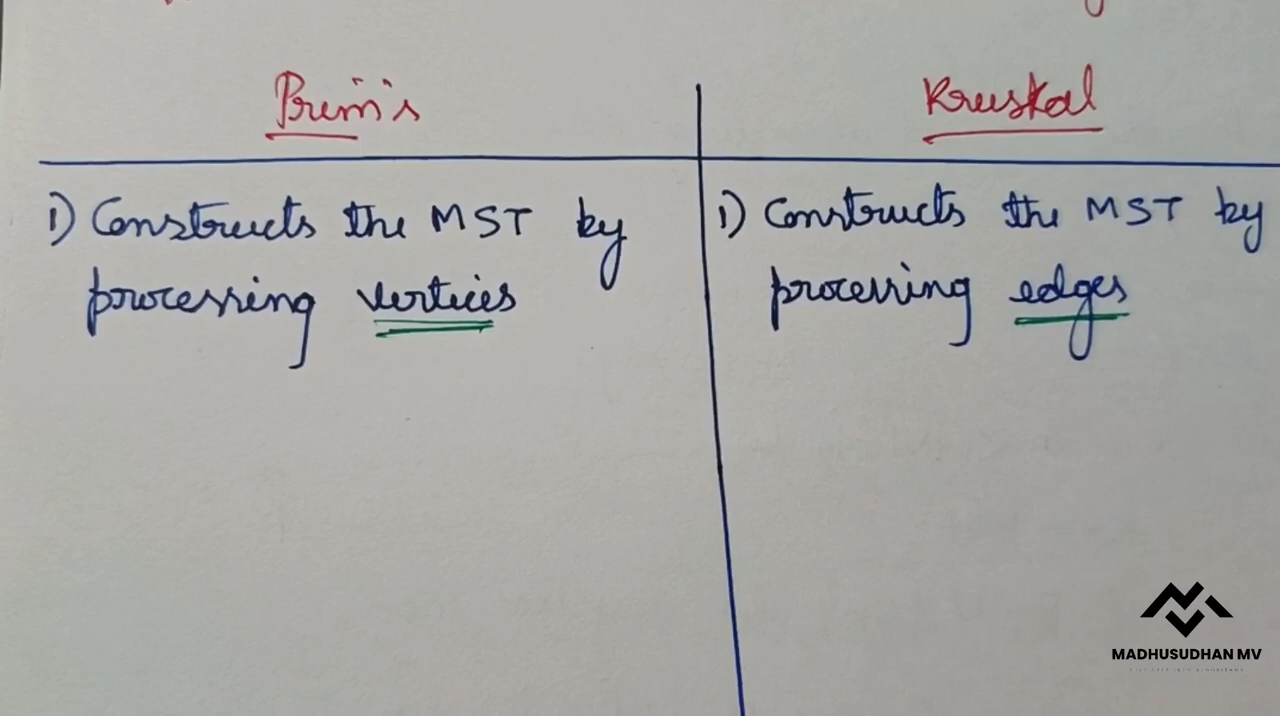 Prim's
Kruskal
1) Constructs the MST by
processing vertices
1) Constructs the MST by
processing edges
MADHUSUDHAN MV